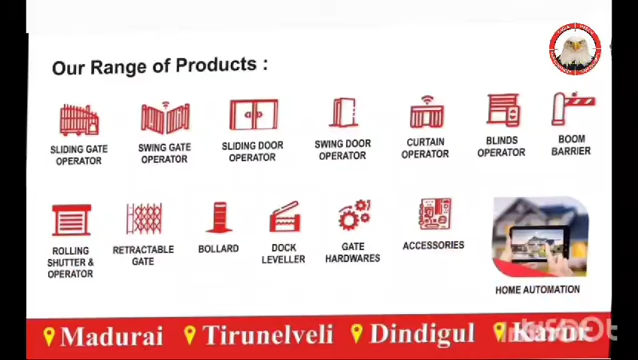 Our Range of Products :
SLIDING GATE
OPERATOR
SWING GATE
OPERATOR
SLIDING DOOR
OPERATOR
SWING DOOR
OPERATOR
CURTAIN
OPERATOR
BLINDS
OPERATOR
BOOM
BARRIER
ROLLING
SHUTTER &
OPERATOR
RETRACTABLE
GATE
BOLLARD
DOCK
LEVELLER
GATE
HARDWARES
ACCESSORIES
HOME AUTOMATION
Madurai Tirunelveli Dindigul Karur